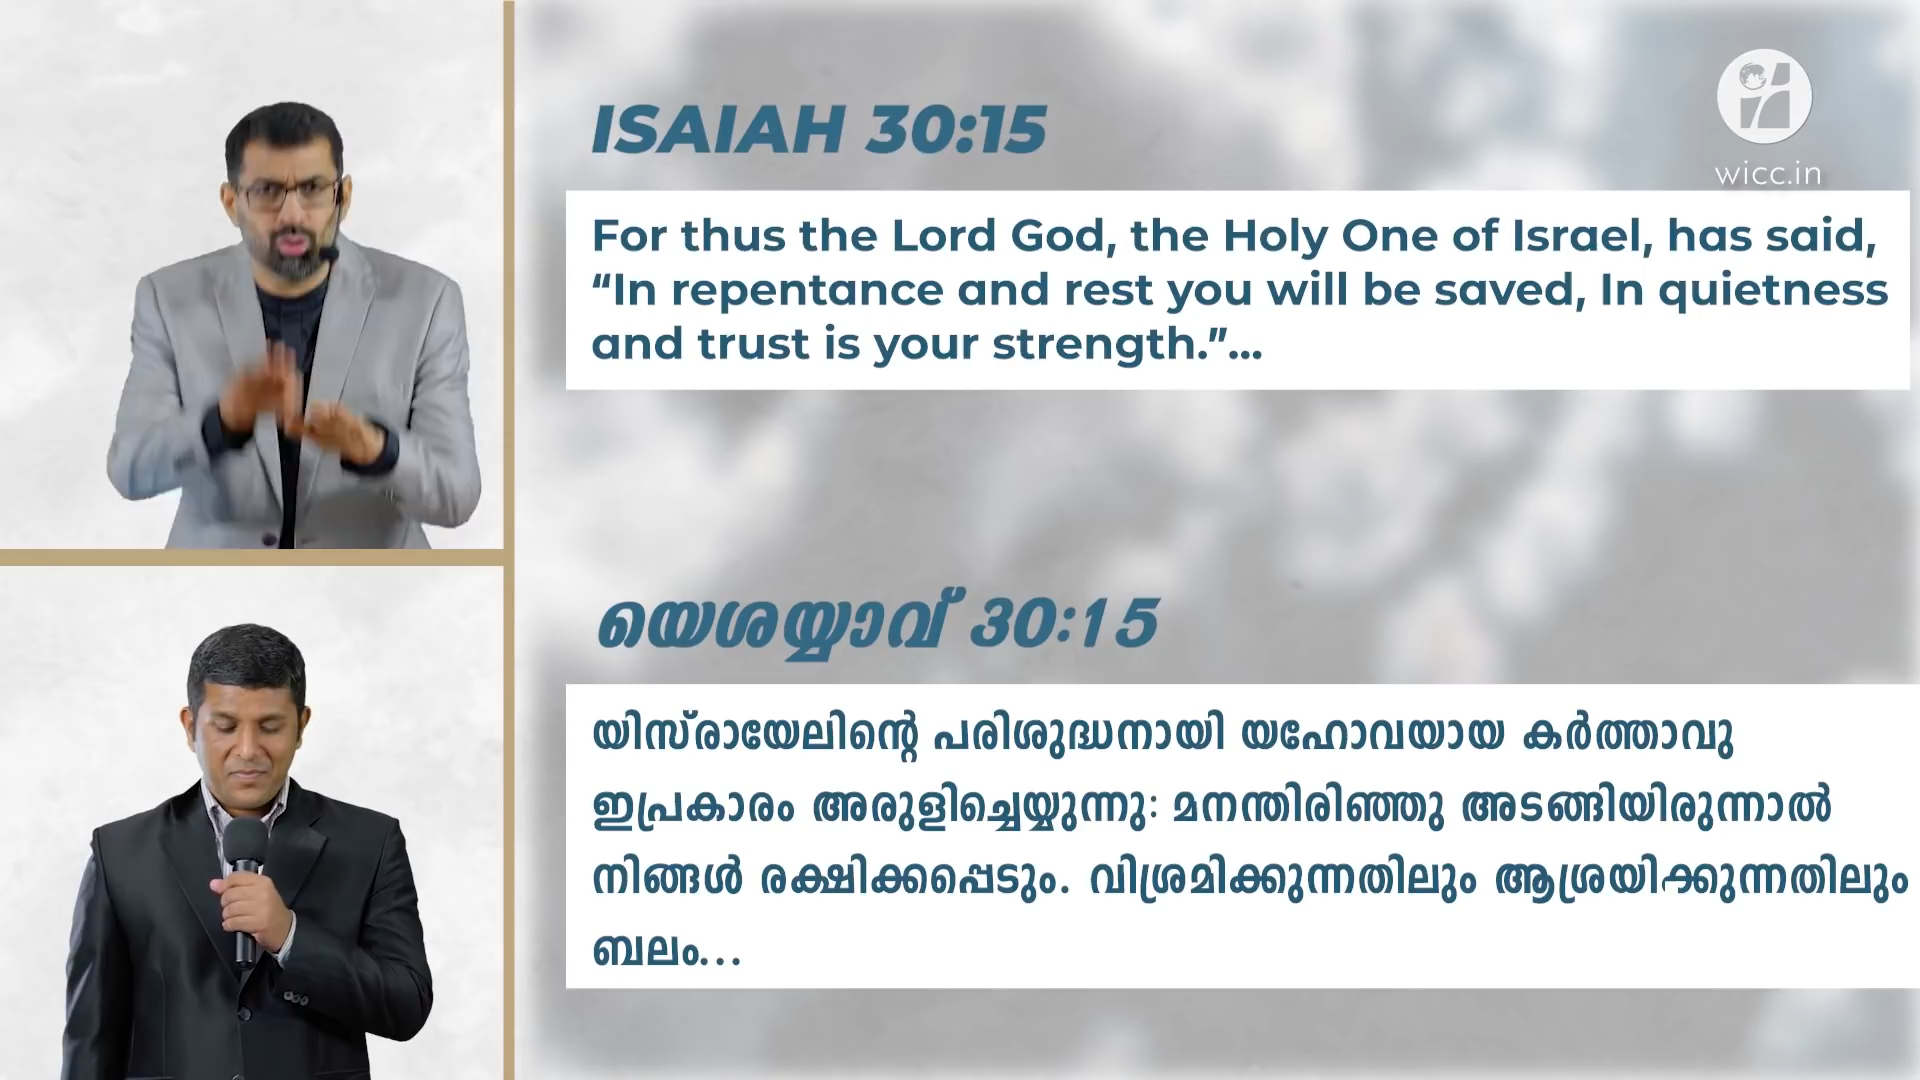 ISAIAH 30:15
wicc.in
For thus the Lord God, the Holy One of Israel, has said,
“In repentance and rest you will be saved, In quietness
and trust is your strength.”...
യെശയ്യാവ് 30:15
യിസ്രായേലിന്റെ പരിശുദ്ധനായി യഹോവയായ കർത്താവു
ഇപ്രകാരം അരുളിച്ചെയ്യുന്നു: മനന്തിരിഞ്ഞു അടങ്ങിയിരുന്നാൽ
നിങ്ങൾ രക്ഷിക്കപ്പെടും. വിശ്രമിക്കുന്നതിലും ആശ്രയിക്കുന്നതിലും
ബലം...